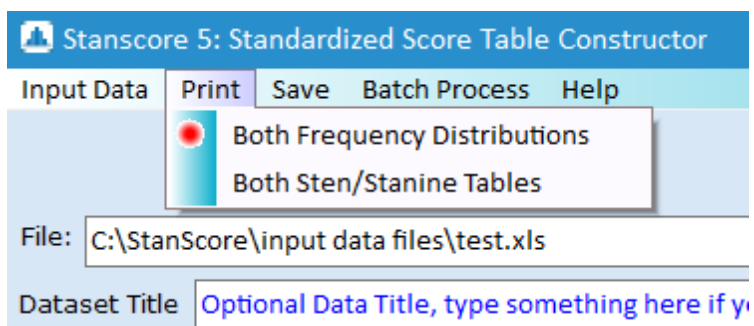 Stanscore 5: Standardized Score Table Constructor
Input Data Print Save Batch Process Help
Both Frequency Distributions
Both Sten/Stanine Tables
File: C:\StanScore\input data files\test.xls
Dataset Title Optional Data Title, type something here if